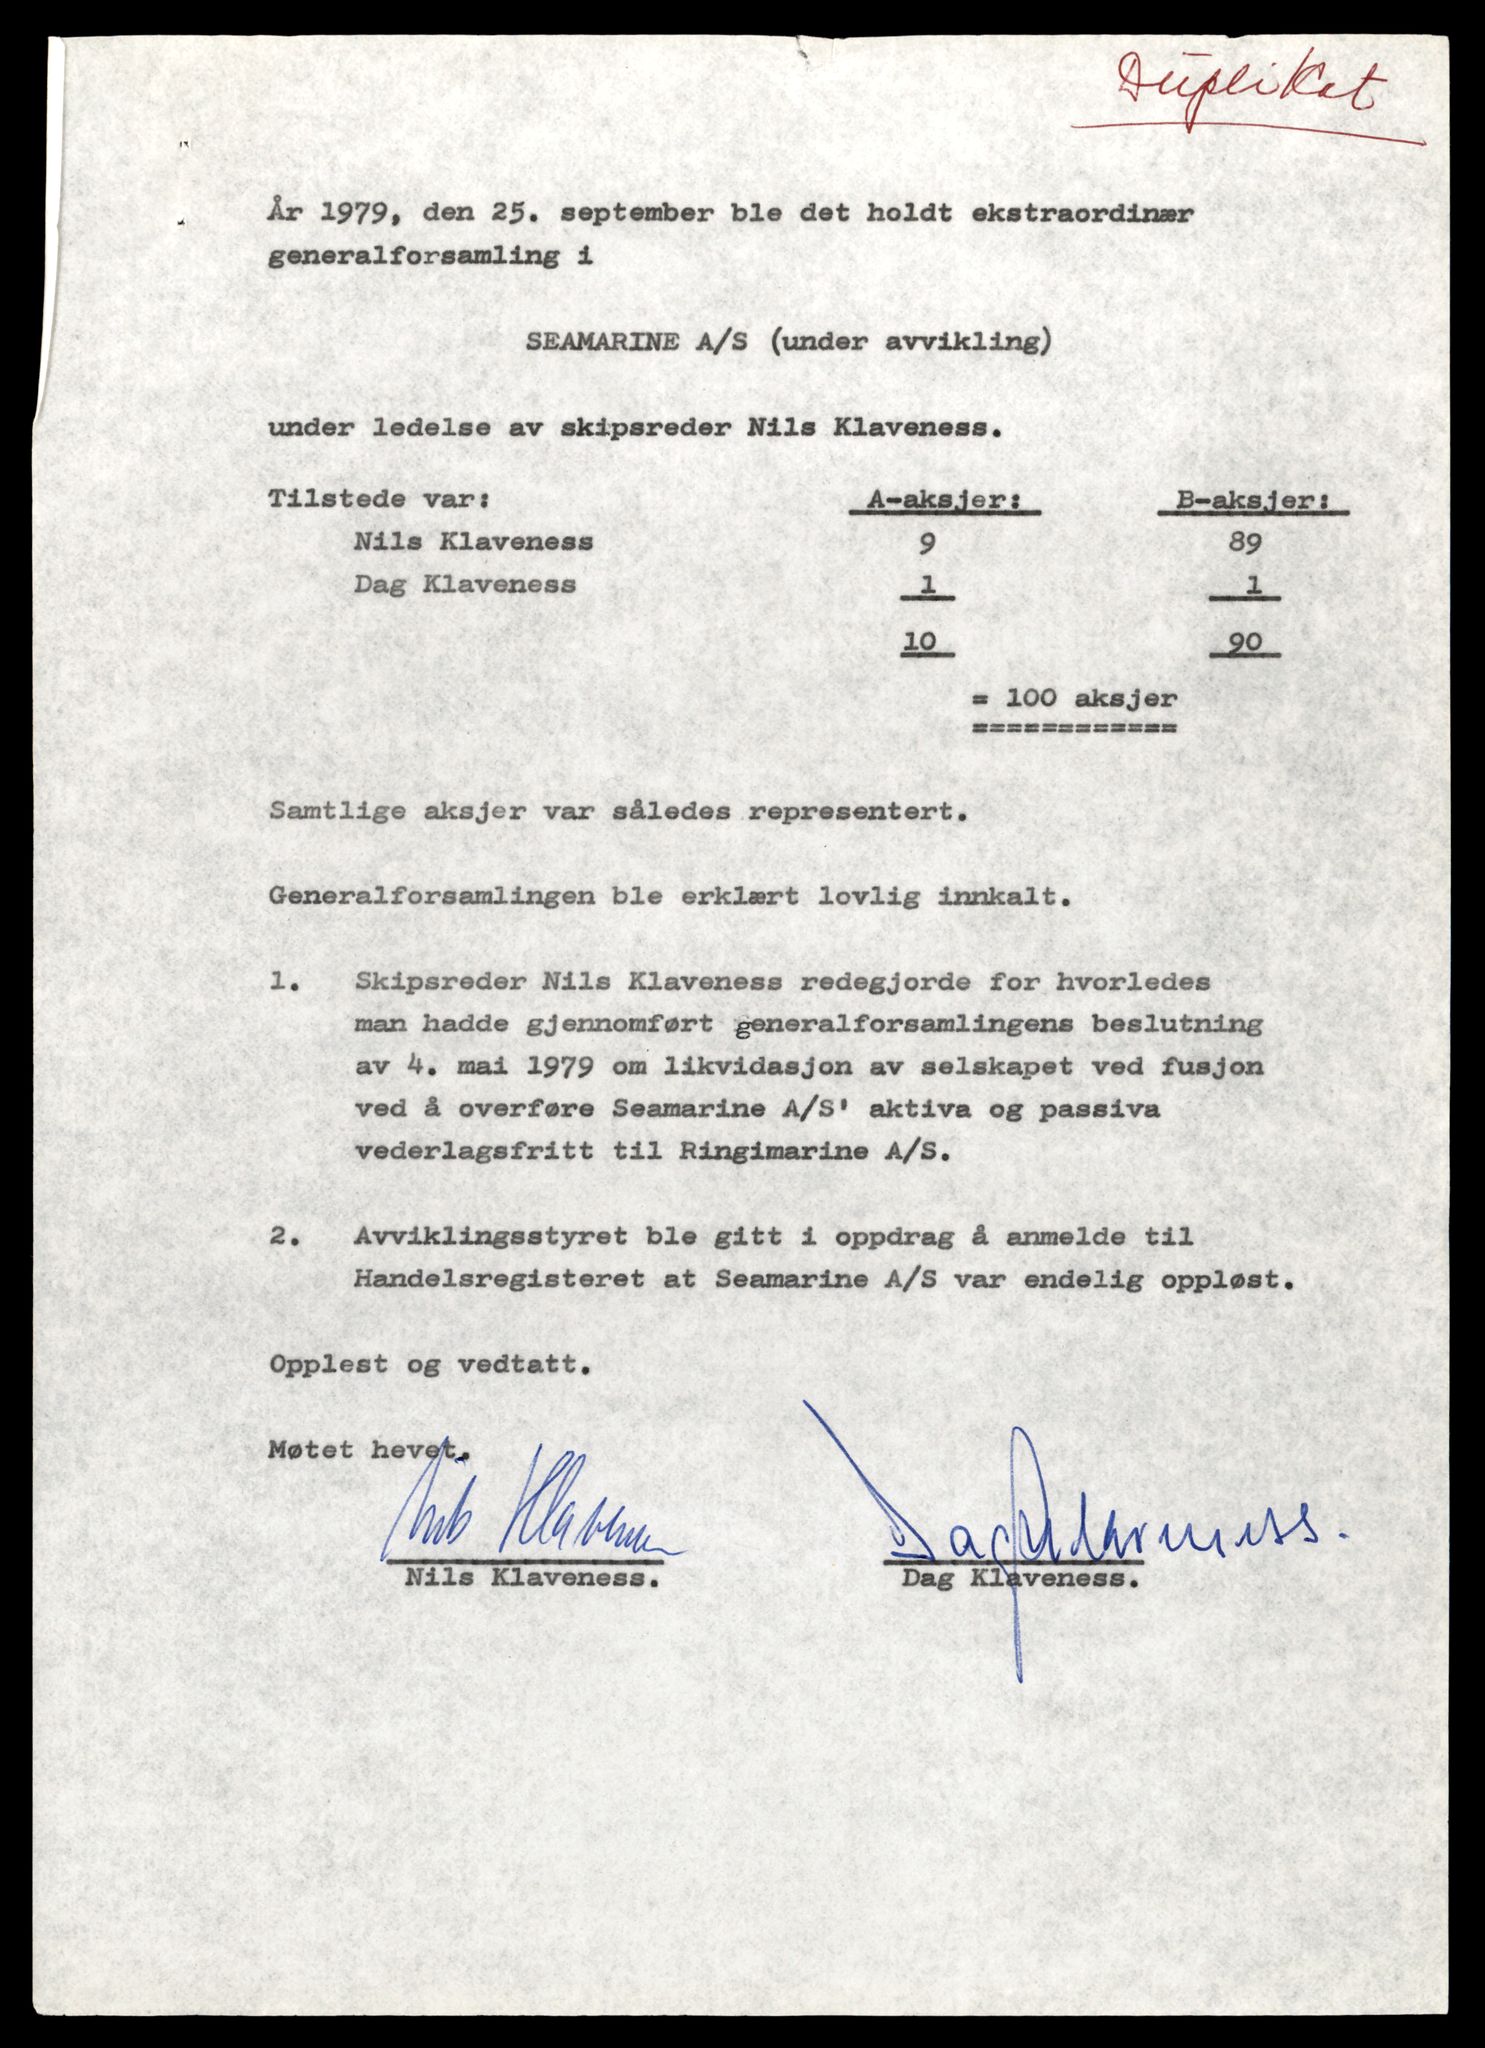 Duplikat
År 1979, den 25. september ble det holdt ekstraordinær
generalforsamling i
SEAMARINE A/S (under avvikling)
under ledelse av skipsreder Nils Klaveness.
Tilstede var: A-aksjer: B-aksjer:
Nils Klaveness 9 89
Dag Klaveness 1 1
10 90
= 100 aksjer
============
Samtlige aksjer var således representert.
Generalforsamlingen ble erklært lovlig innkalt.
1. Skipsreder Nils Klaveness redegjorde for hvorledes
man hadde gjennomført generalforsamlingens beslutning
av 4. mai 1979 om likvidasjon av selskapet ved fusjon
ved å overføre Seamarine A/S' aktiva og passiva
vederlagsfritt til Ringimarine A/S.
2. Avviklingsstyret ble gitt i oppdrag å anmelde til
Handelsregisteret at Seamarine A/S var endelig oppløst.
Opplest og vedtatt.
Møtet hevet.
Nils Klaveness Dag Klaveness.
Nils Klaveness. Dag Klaveness.